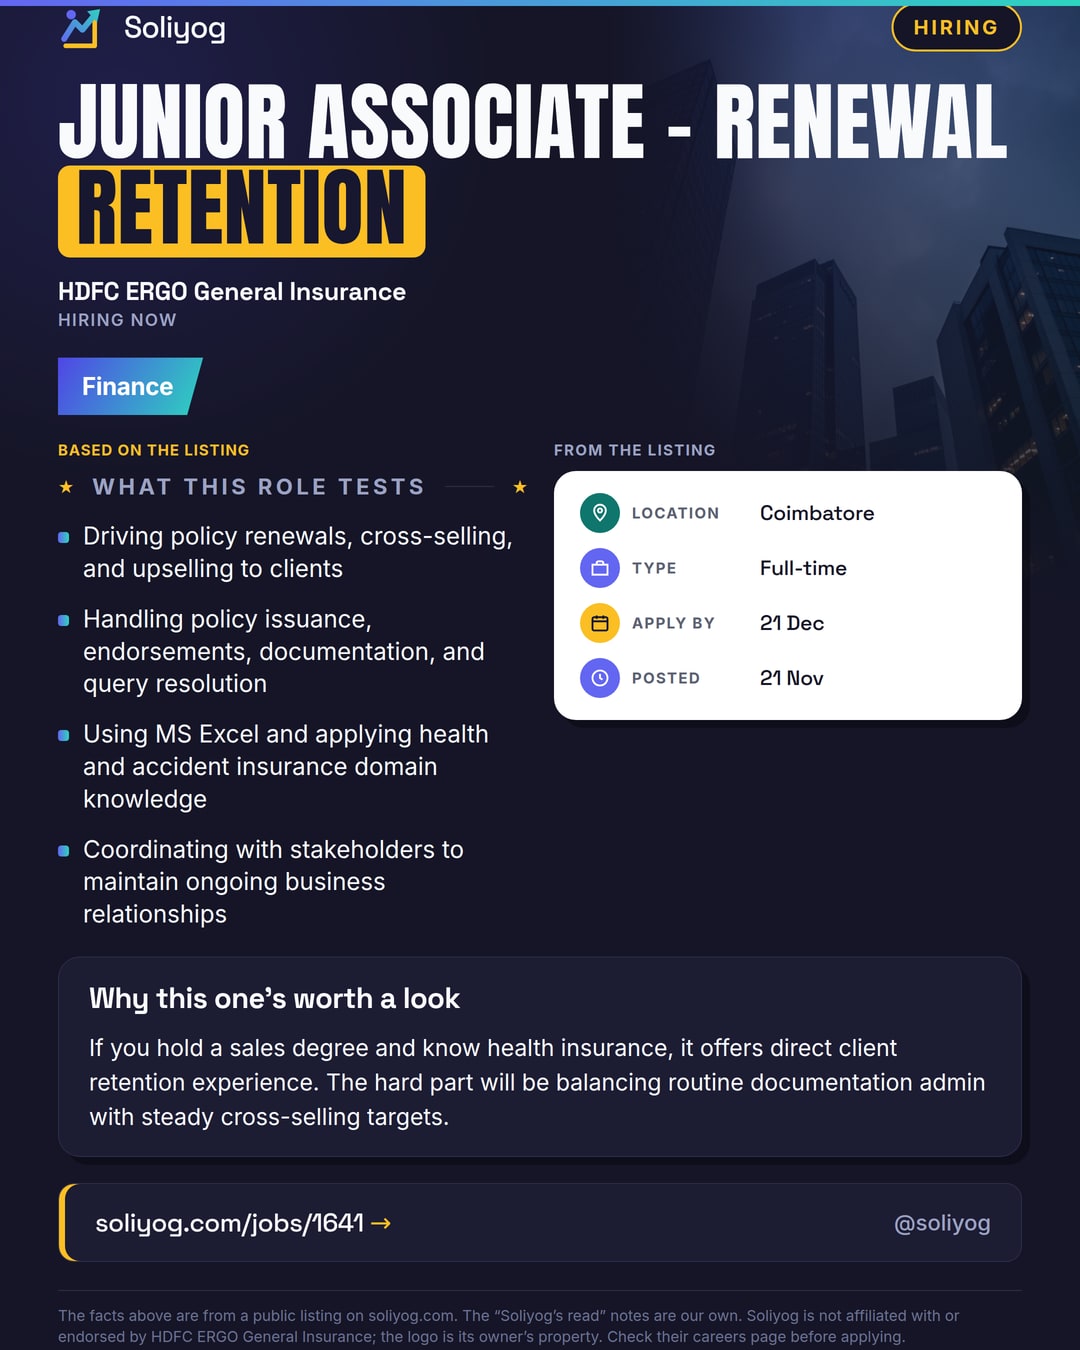 Soliyog
HIRING
JUNIOR ASSOCIATE - RENEWAL
RETENTION
HDFC ERGO General Insurance
HIRING NOW
Finance
BASED ON THE LISTING
★ WHAT THIS ROLE TESTS ★
Driving policy renewals, cross-selling,
and upselling to clients
Handling policy issuance,
endorsements, documentation, and
query resolution
Using MS Excel and applying health
and accident insurance domain
knowledge
Coordinating with stakeholders to
maintain ongoing business
relationships
FROM THE LISTING
LOCATION Coimbatore
TYPE Full-time
APPLY BY 21 Dec
POSTED 21 Nov
Why this one’s worth a look
If you hold a sales degree and know health insurance, it offers direct client
retention experience. The hard part will be balancing routine documentation admin
with steady cross-selling targets.
soliyog.com/jobs/1641 →
@soliyog
The facts above are from a public listing on soliyog.com. The “Soliyog’s read” notes are our own. Soliyog is not affiliated with or
endorsed by HDFC ERGO General Insurance; the logo is its owner’s property. Check their careers page before applying.